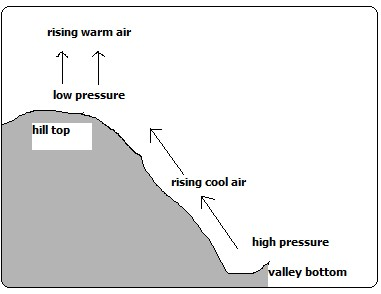 rising warm air
low pressure
hill top
rising cool air
high pressure
valley bottom